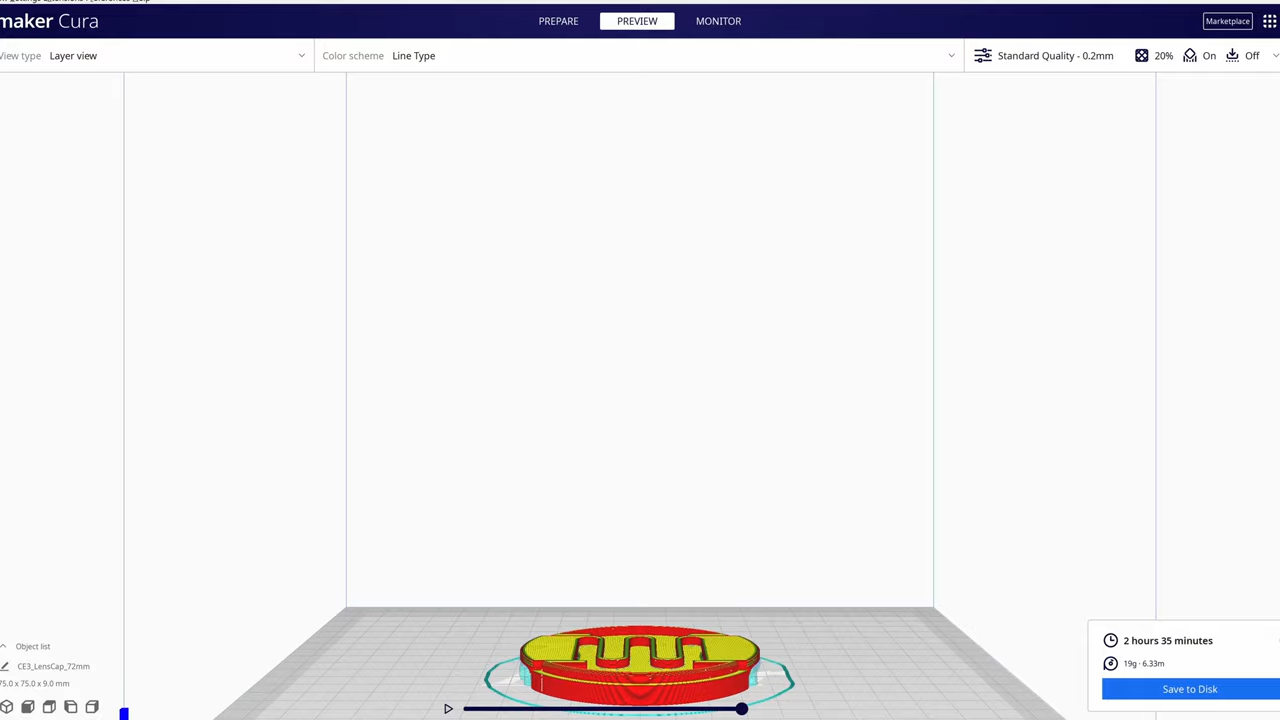 maker Cura
PREPARE
PREVIEW
MONITOR
Marketplace
View type Layer view
Color scheme Line Type
Standard Quality - 0.2mm
20%
On
Off
Object list
CE3_LensCap_72mm
75.0 x 75.0 x 9.0 mm
2 hours 35 minutes
19g · 6.33m
Save to Disk